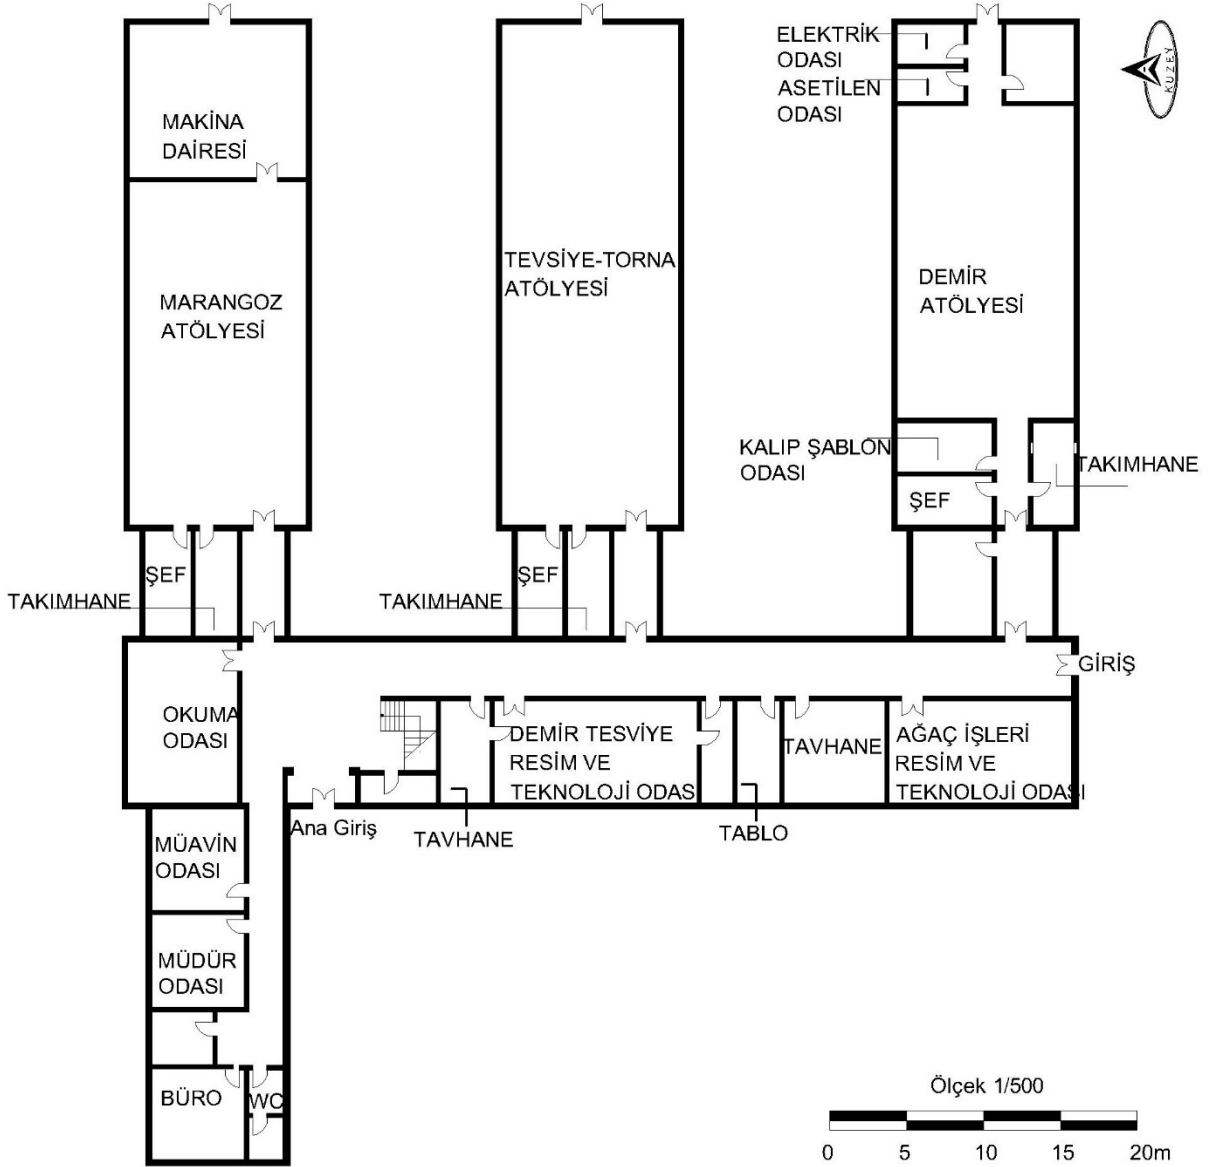 ELEKTRİK
ODASI
ASETİLEN
ODASI
KUZEY
MAKİNA
DAİRESİ
TEVSİYE-TORNA
ATÖLYESİ
DEMİR
ATÖLYESİ
MARANGOZ
ATÖLYESİ
KALIP ŞABLON
ODASI
TAKIMHANE
ŞEF
ŞEF
ŞEF
TAKIMHANE
TAKIMHANE
GİRİŞ
OKUMA
ODASI
DEMİR TESVİYE
RESİM VE
TEKNOLOJİ ODAS
TAVHANE
AĞAÇ İŞLERİ
RESİM VE
TEKNOLOJİ ODASI
Ana Giriş
TAVHANE
TABLO
MÜAVİN
ODASI
MÜDÜR
ODASI
BÜRO
WC
Ölçek 1/500
0 5 10 15 20m